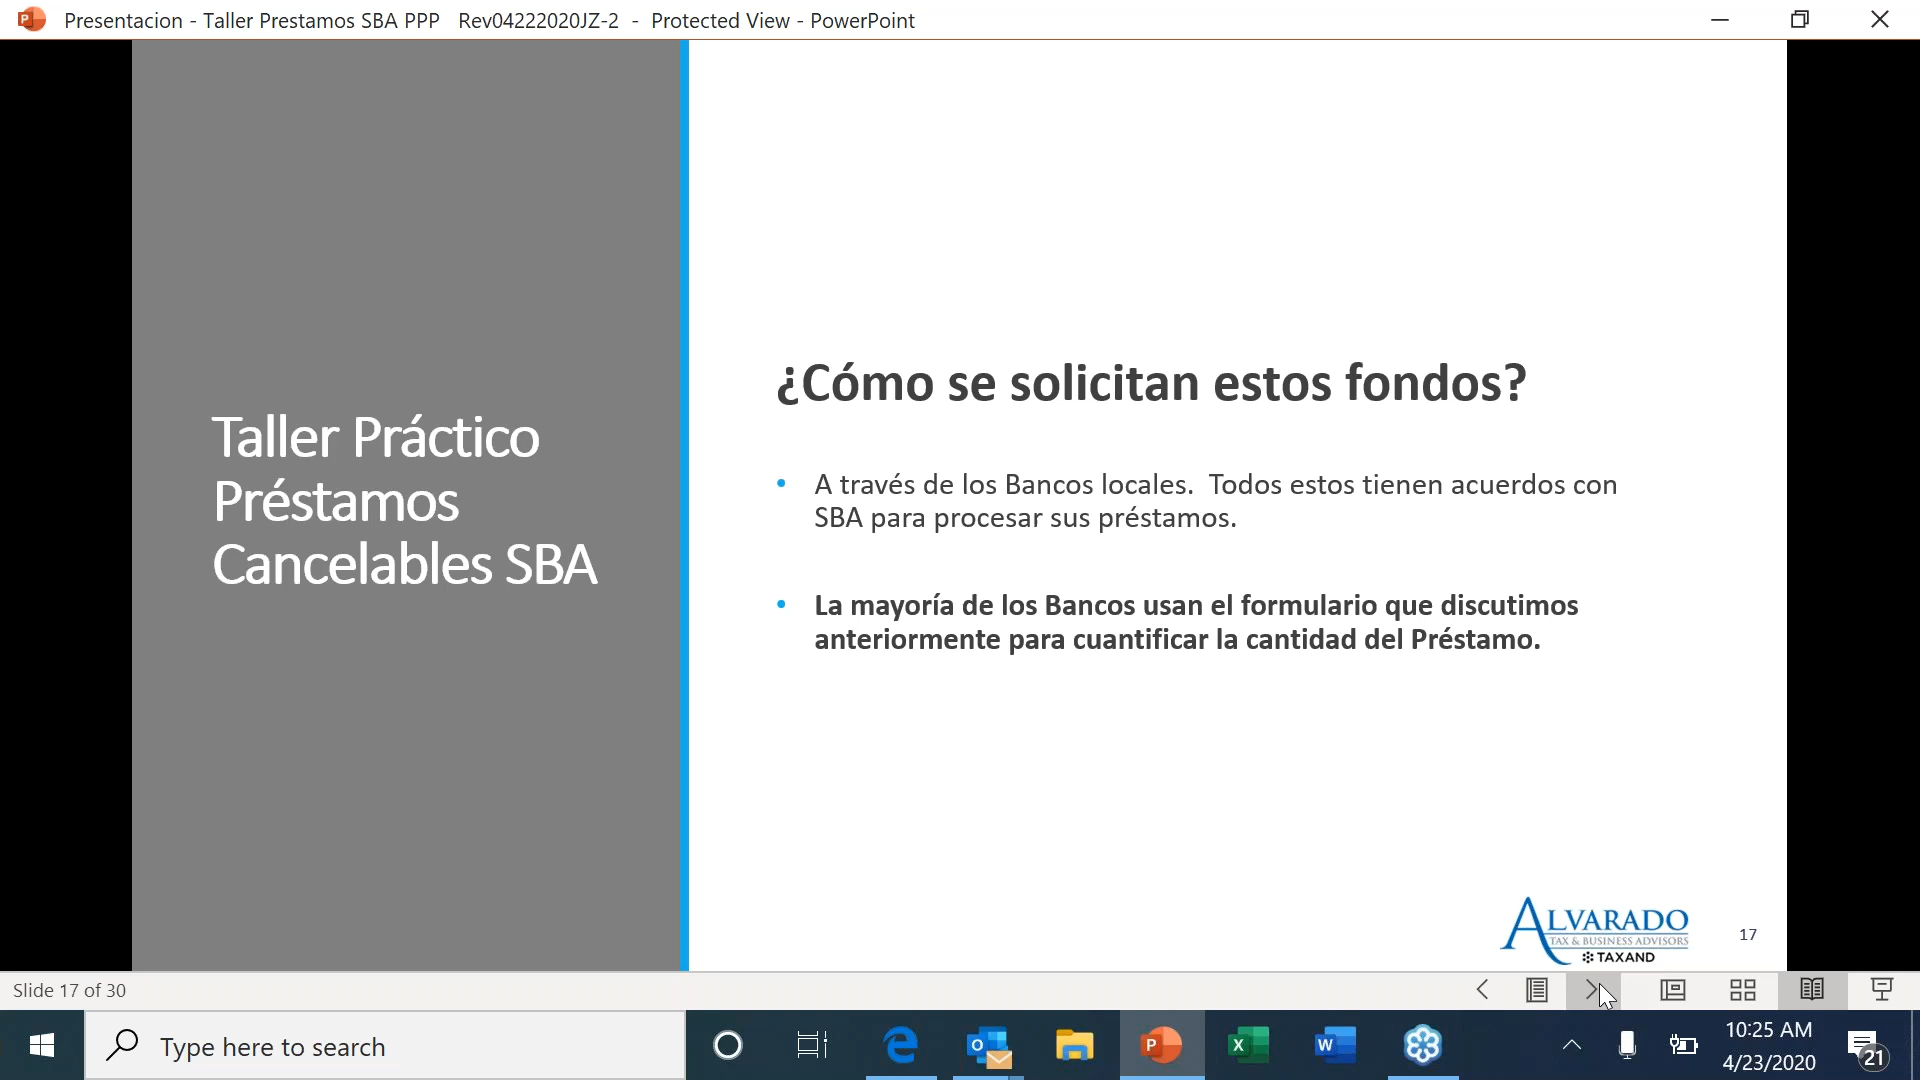 Presentacion - Taller Prestamos SBA PPP Rev04222020JZ-2 - Protected View - PowerPoint
Taller Práctico
Préstamos
Cancelables SBA
¿Cómo se solicitan estos fondos?
• A través de los Bancos locales. Todos estos tienen acuerdos con
SBA para procesar sus préstamos.
• La mayoría de los Bancos usan el formulario que discutimos
anteriormente para cuantificar la cantidad del Préstamo.
ALVARADO
TAX & BUSINESS ADVISORS
TAXAND
17
Slide 17 of 30
Type here to search
10:25 AM
4/23/2020
21